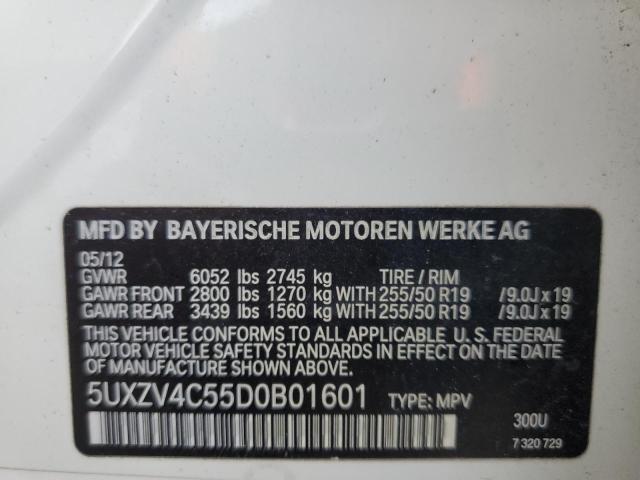 MFD BY BAYERISCHE MOTOREN WERKE AG
05/12
GVWR 6052 lbs 2745 kg TIRE / RIM
GAWR FRONT 2800 lbs 1270 kg WITH 255/50 R19 /9.0J x 19
GAWR REAR 3439 lbs 1560 kg WITH 255/50 R19 /9.0J x 19
THIS VEHICLE CONFORMS TO ALL APPLICABLE U. S. FEDERAL
MOTOR VEHICLE SAFETY STANDARDS IN EFFECT ON THE DATE
OF MANUFACTURE SHOWN ABOVE.
5UXZV4C55D0B01601 TYPE: MPV
300U
7 320 729